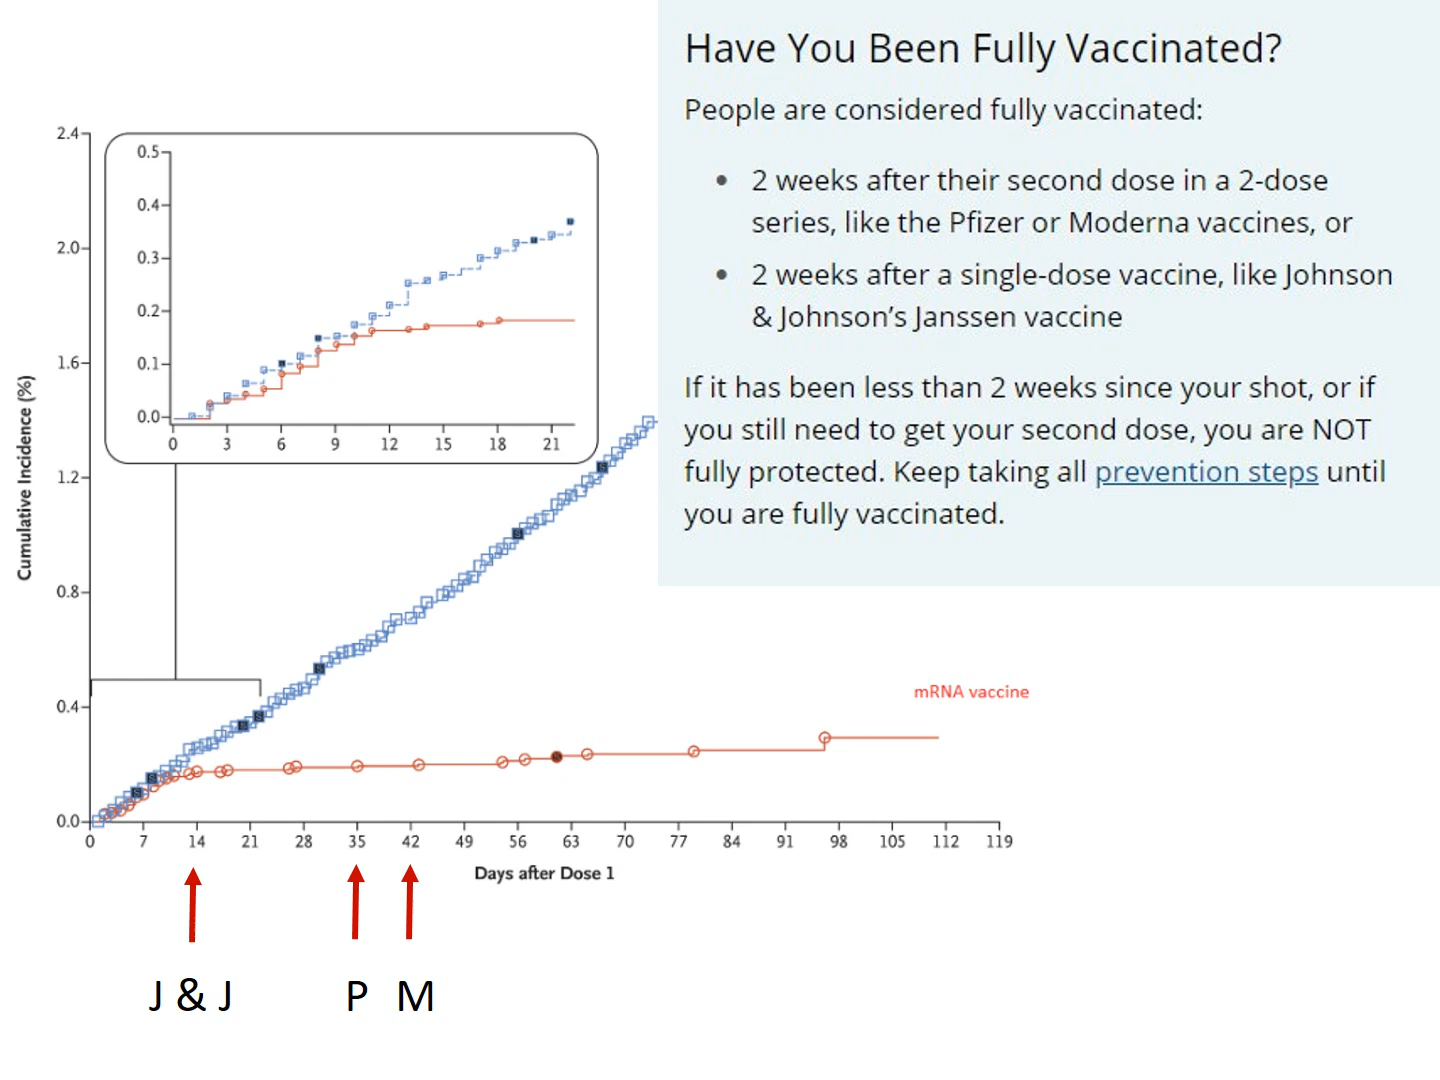 Have You Been Fully Vaccinated?
People are considered fully vaccinated:
• 2 weeks after their second dose in a 2-dose
series, like the Pfizer or Moderna vaccines, or
• 2 weeks after a single-dose vaccine, like Johnson
& Johnson’s Janssen vaccine
If it has been less than 2 weeks since your shot, or if
you still need to get your second dose, you are NOT
fully protected. Keep taking all prevention steps until
you are fully vaccinated.
Cumulative Incidence (%)
2.4
2.0
1.6
1.2
0.8
0.4
0.0
0.5
0.4
0.3
0.2
0.1
0.0
0 3 6 9 12 15 18 21
mRNA vaccine
0 7 14 21 28 35 42 49 56 63 70 77 84 91 98 105 112 119
Days after Dose 1
J & J P M